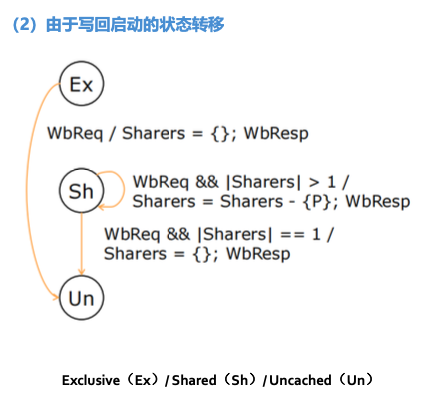 (2) 由于写回启动的状态转移
Ex
WbReq / Sharers = {}; WbResp
Sh
WbReq && |Sharers| > 1 /
Sharers = Sharers - {P}; WbResp
WbReq && |Sharers| == 1 /
Sharers = {}; WbResp
Un
Exclusive（Ex）/ Shared（Sh）/ Uncached（Un）